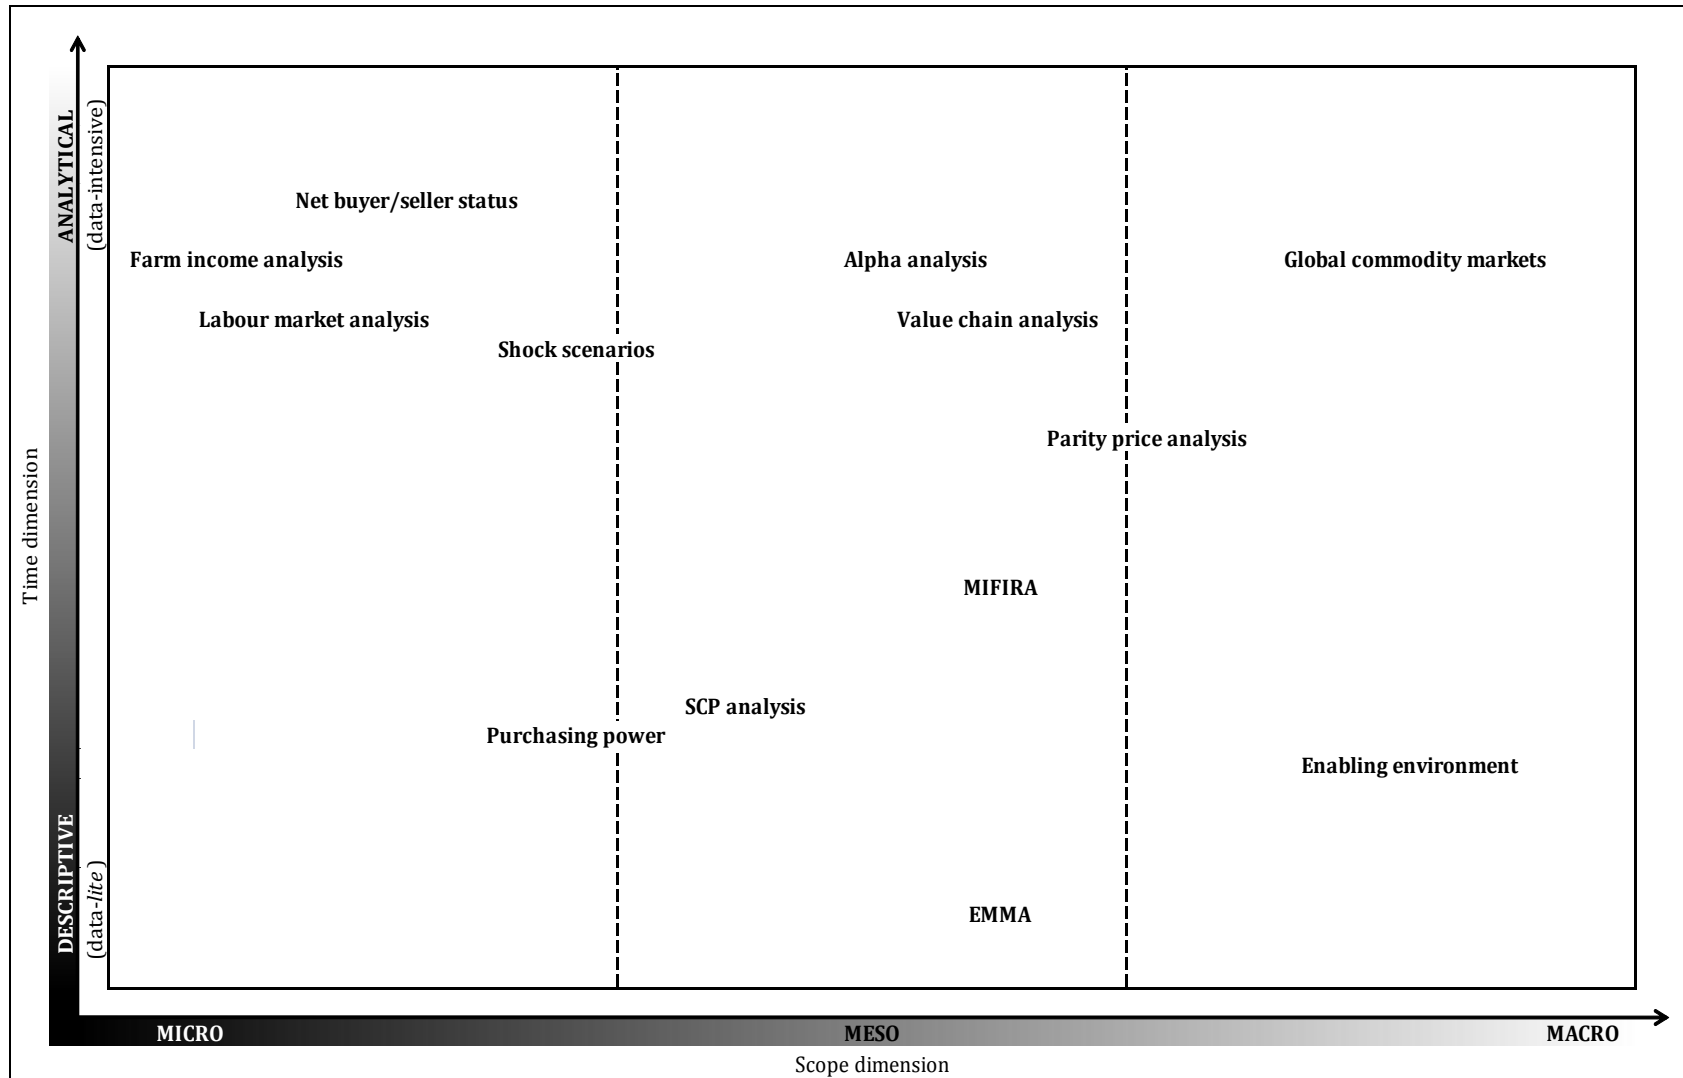 ANALYTICAL
(data-intensive)
Net buyer/seller status
Farm income analysis
Alpha analysis
Global commodity markets
Labour market analysis
Value chain analysis
Shock scenarios
Parity price analysis
Time dimension
MIFIRA
SCP analysis
Purchasing power
Enabling environment
DESCRIPTIVE
(data-lite)
EMMA
MICRO
MESO
MACRO
Scope dimension